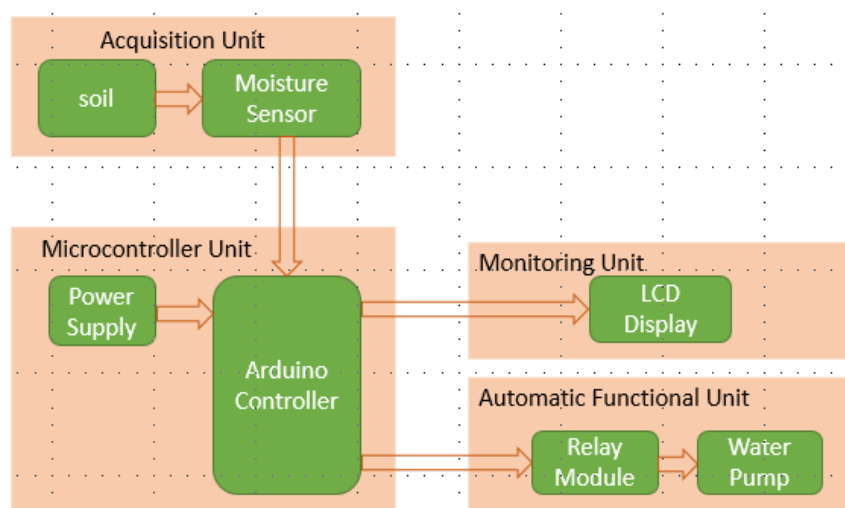 Acquisition Unit
soil
Moisture
Sensor
Microcontroller Unit
Power
Supply
Arduino
Controller
Monitoring Unit
LCD
Display
Automatic Functional Unit
Relay
Module
Water
Pump